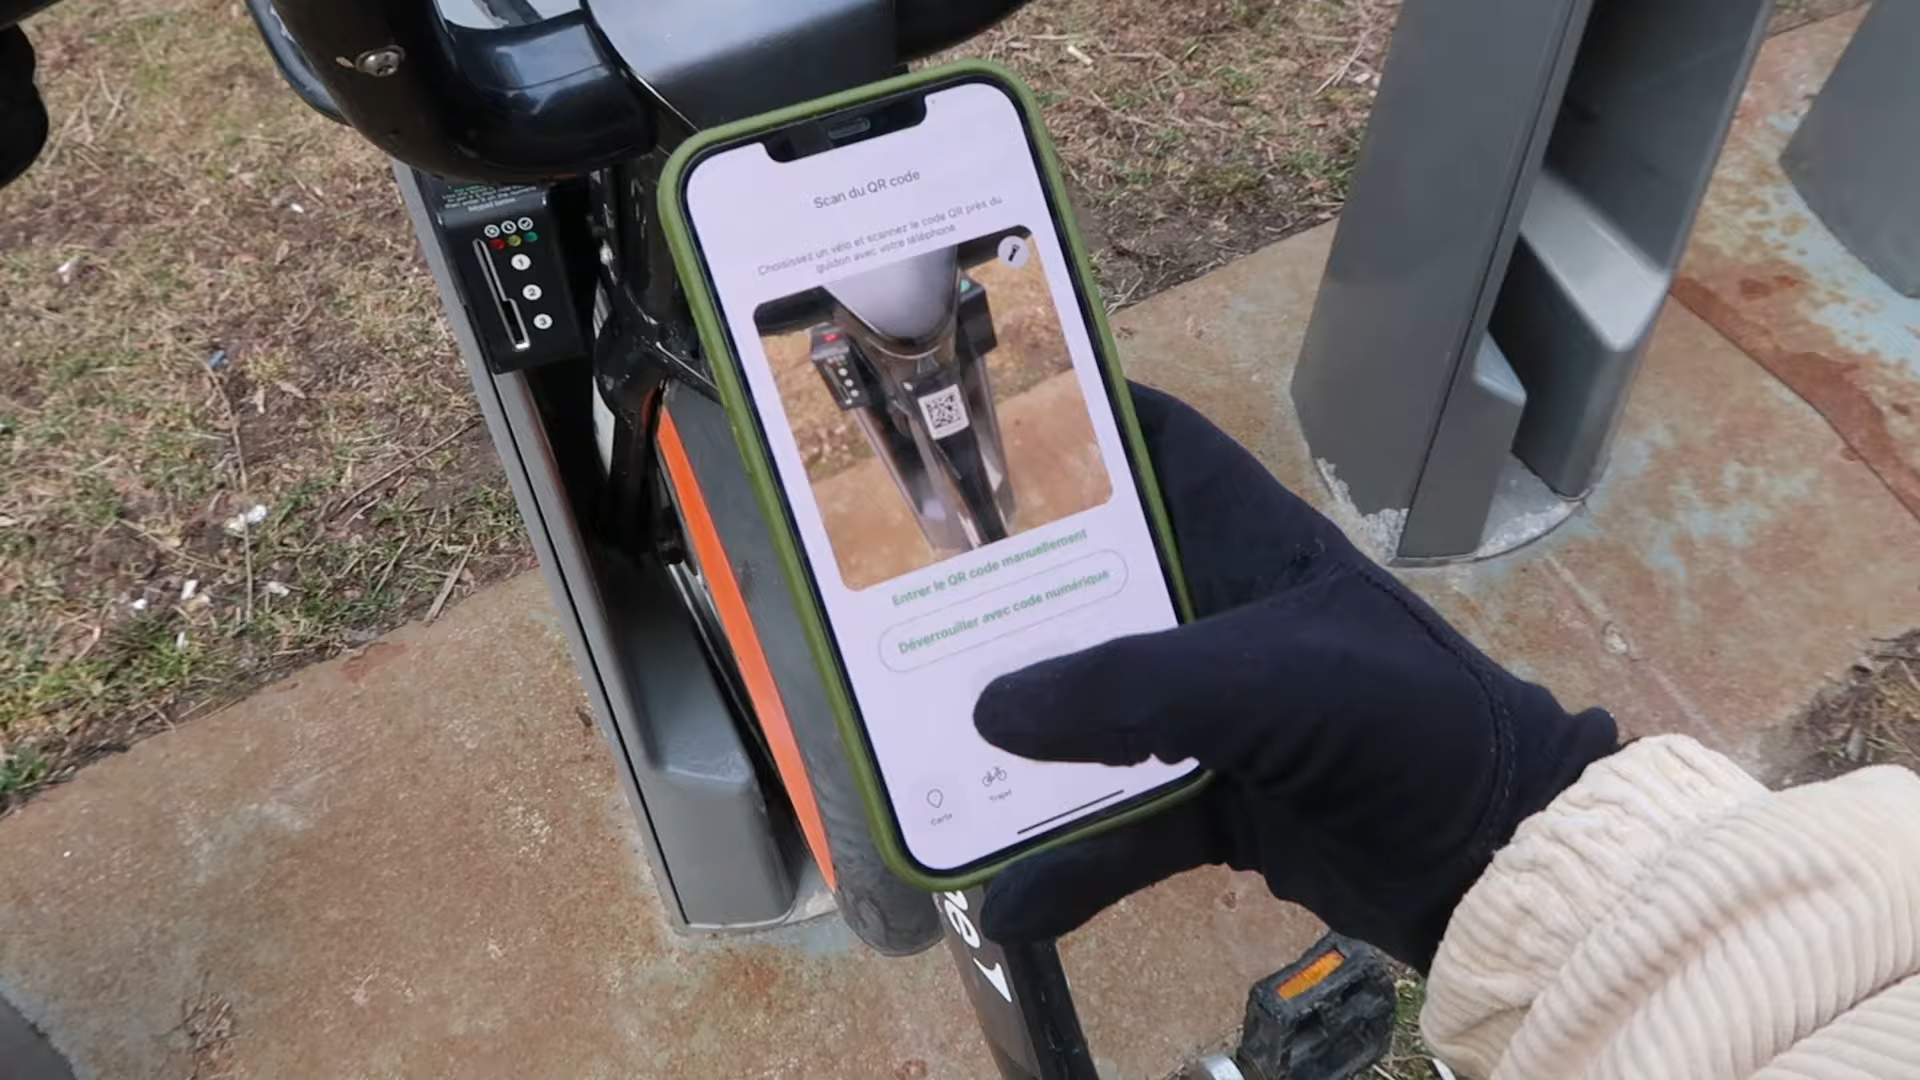 Scan du QR code
Choisissez un vélo et scannez le code QR près du
guidon avec votre téléphone
Entrer le QR code manuellement
Déverrouiller avec code numérique
Carte
Trajet
1
2
3